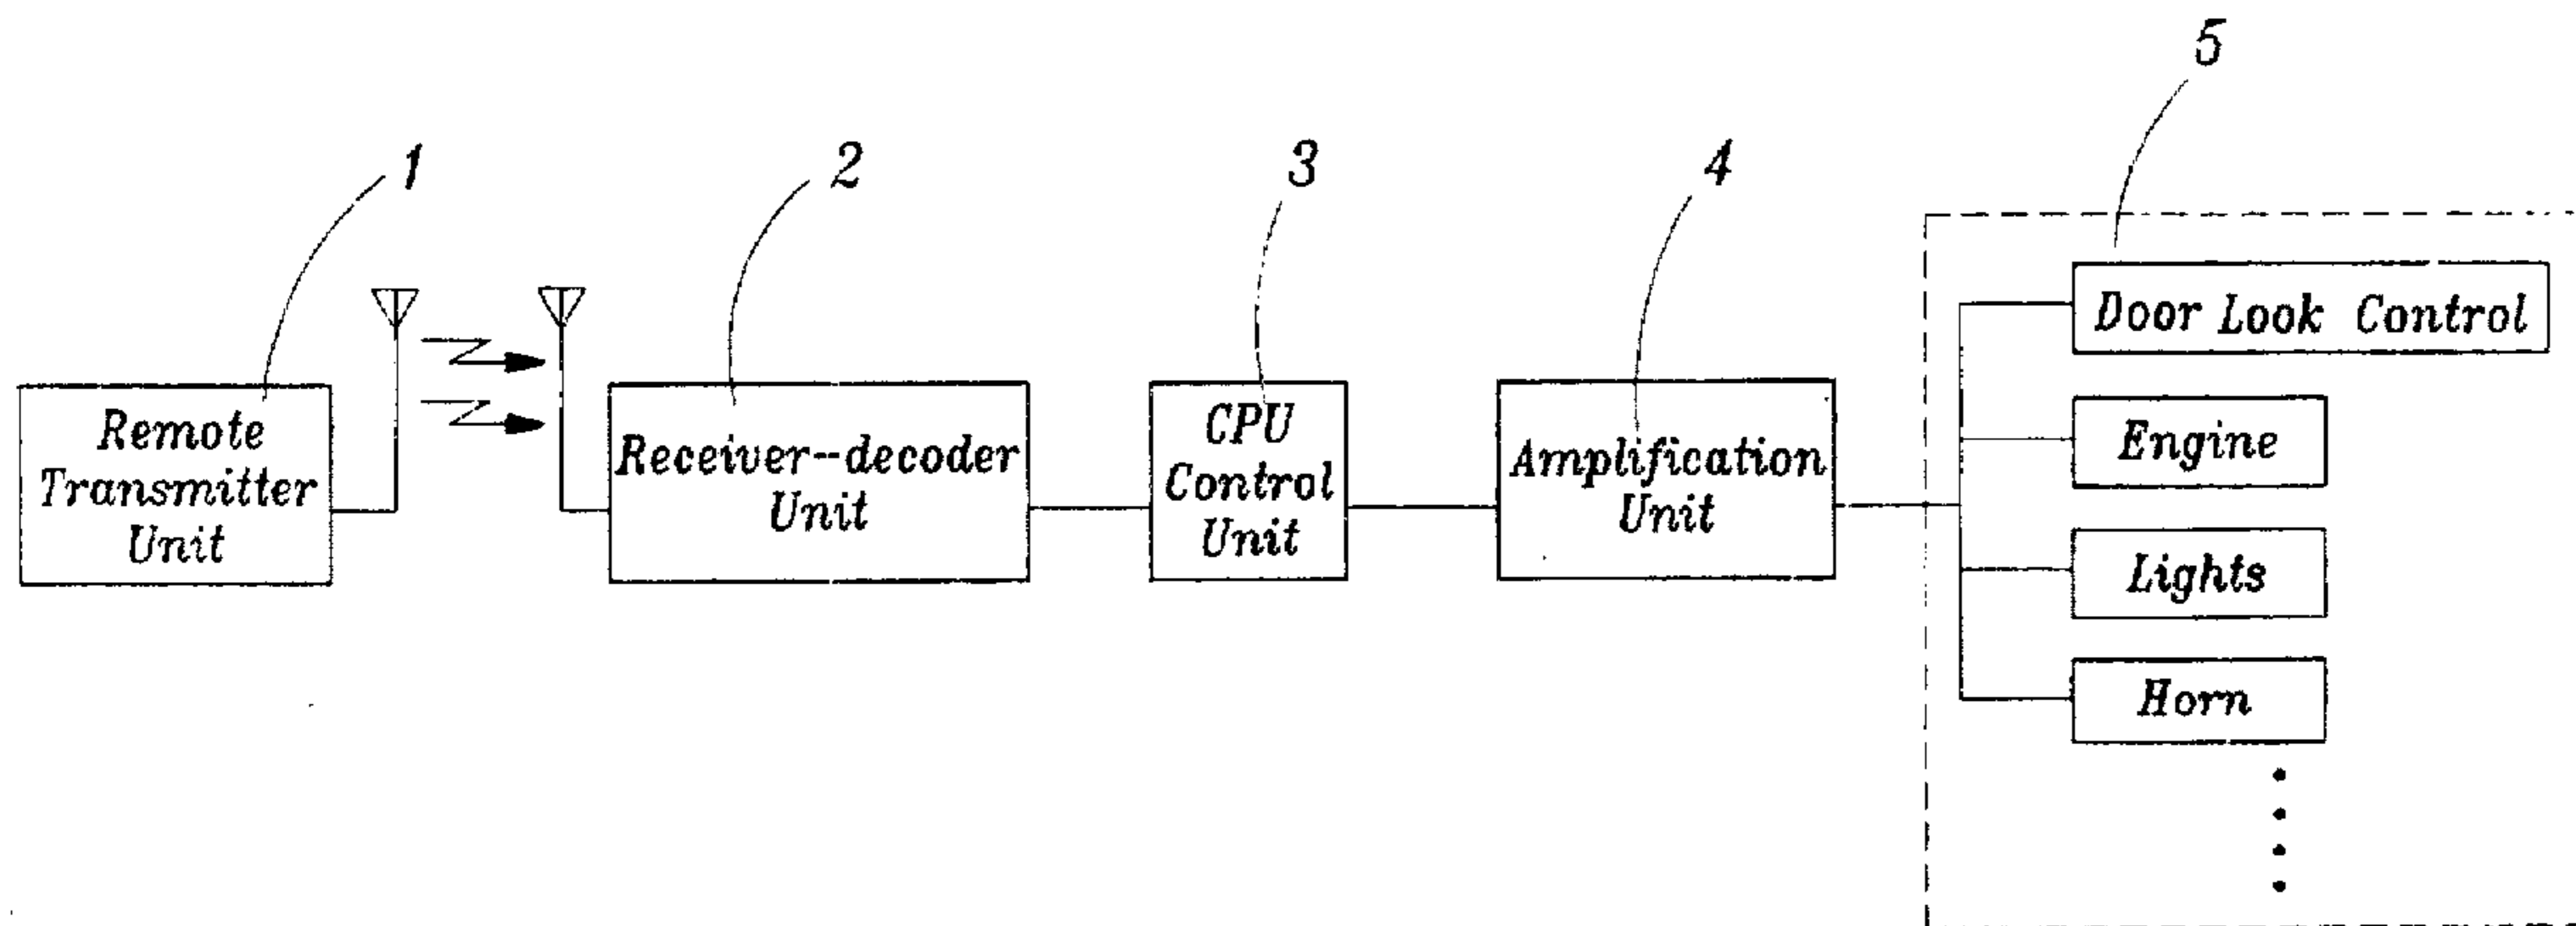 1
2
3
4
5
Remote
Transmitter
Unit
Receiver--decoder
Unit
CPU
Control
Unit
Amplification
Unit
Door Look Control
Engine
Lights
Horn